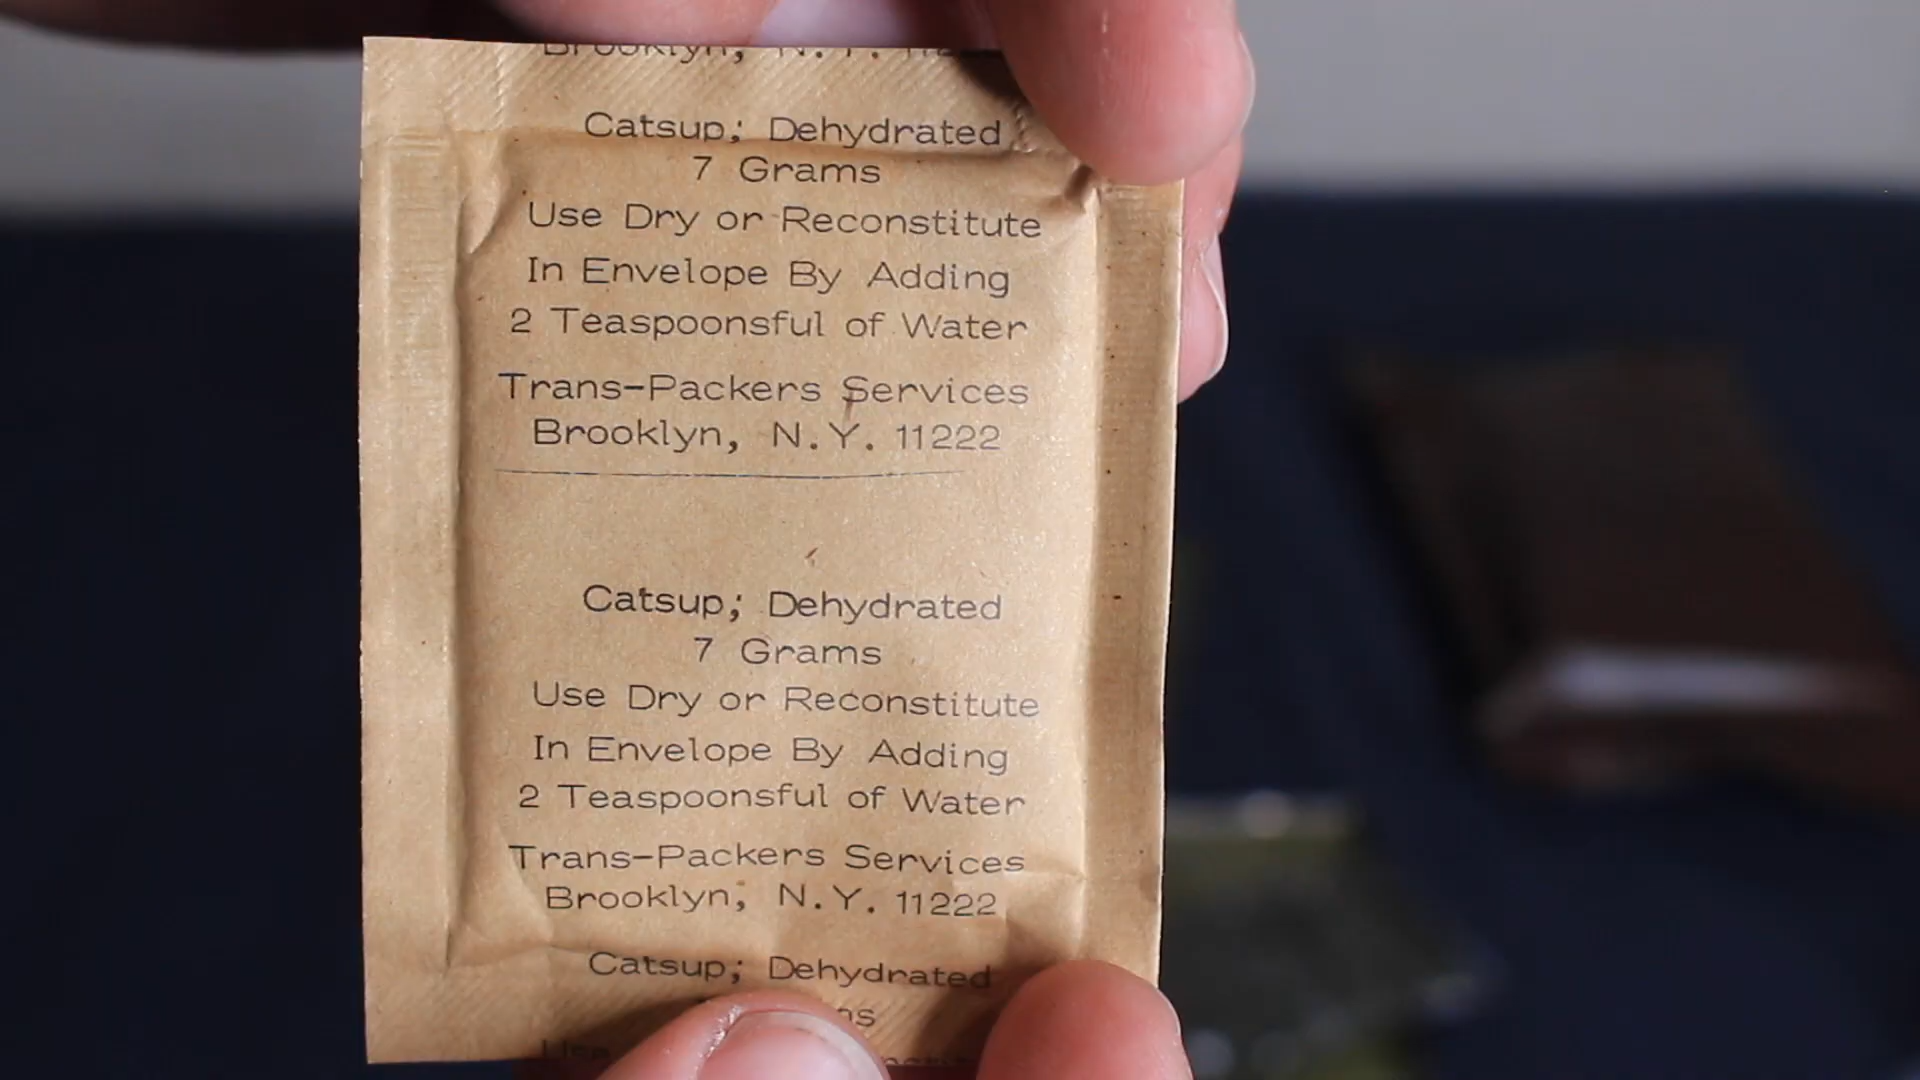 Brooklyn, N.Y.
Catsup; Dehydrated
7 Grams
Use Dry or Reconstitute
In Envelope By Adding
2 Teaspoonsful of Water
Trans-Packers Services
Brooklyn, N.Y. 11222
Catsup; Dehydrated
7 Grams
Use Dry or Reconstitute
In Envelope By Adding
2 Teaspoonsful of Water
Trans-Packers Services
Brooklyn, N.Y. 11222
Catsup; Dehydrated
Use